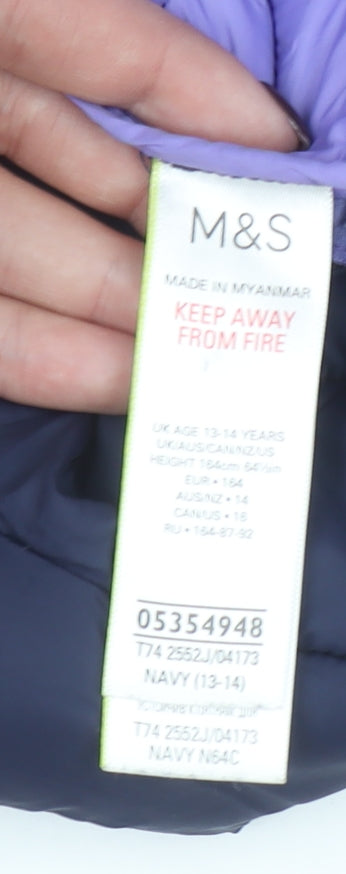 M&S
MADE IN MYANMAR
KEEP AWAY
FROM FIRE
UK AGE 13-14 YEARS
UK/AUS/CAN/NZ/US
HEIGHT 164cm 64½in
EUR • 164
AUS/NZ • 14
CAN/US • 16
RU • 164-87-92
05354948
T74 2552J/04173
NAVY (13-14)
T74 2552J/04173
NAVY N64C